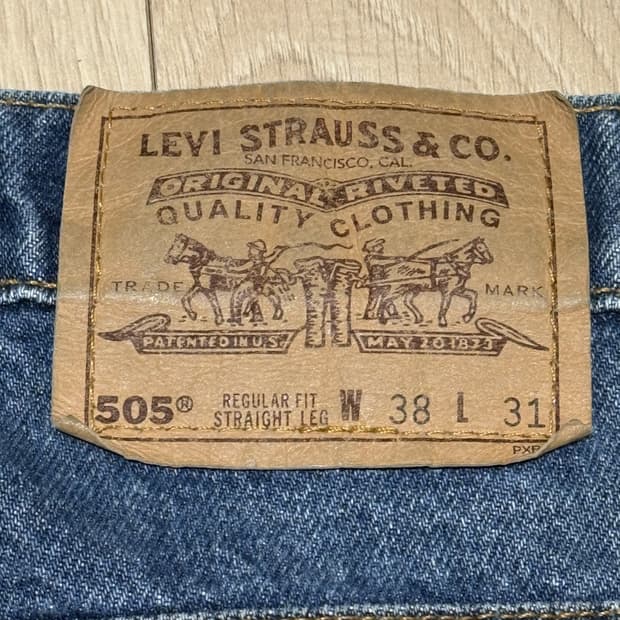 LEVI STRAUSS & CO.
SAN FRANCISCO, CAL.
ORIGINAL RIVETED
QUALITY CLOTHING
TRADE MARK
PATENTED IN U.S. MAY 20 1873
505® REGULAR FIT STRAIGHT LEG W 38 L 31